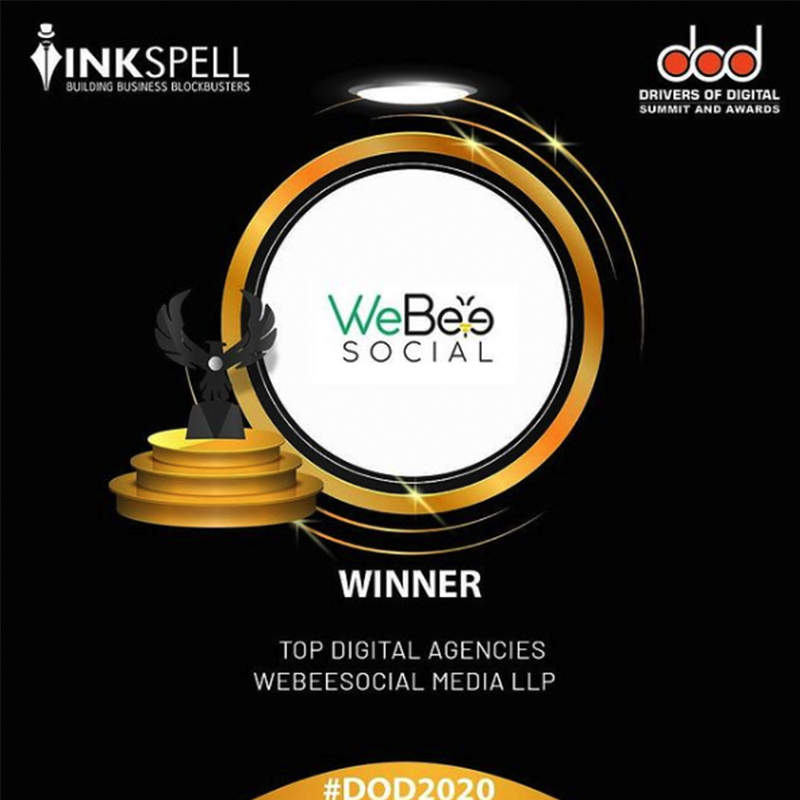 INKSPELL
BUILDING BUSINESS BLOCKBUSTERS
dod
DRIVERS OF DIGITAL
SUMMIT AND AWARDS
WeBee
SOCIAL
WINNER
TOP DIGITAL AGENCIES
WEBEESOCIAL MEDIA LLP
#DOD2020